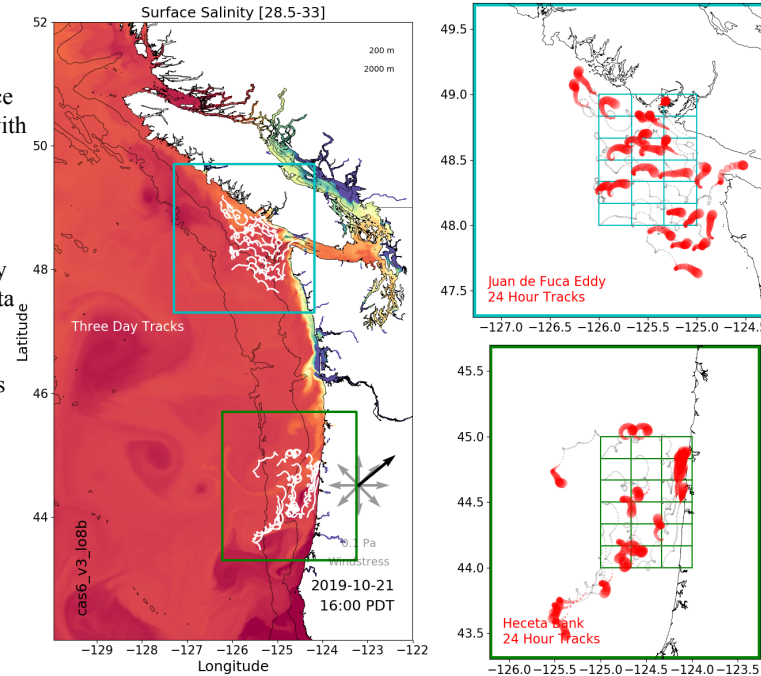 Surface Salinity [28.5-33]
ce
with
y
ta
s
52
50
48
46
44
Latitude
200 m
2000 m
Three Day Tracks
cas6_v3_lo8b
0.1 Pa
Windstress
2019-10-21
16:00 PDT
−129 −128 −127 −126 −125 −124 −123 −122
Longitude
49.5
49.0
48.5
48.0
47.5
Juan de Fuca Eddy
24 Hour Tracks
−127.0 −126.5 −126.0 −125.5 −125.0 −124.5
45.5
45.0
44.5
44.0
43.5
Heceta Bank
24 Hour Tracks
−126.0 −125.5 −125.0 −124.5 −124.0 −123.5